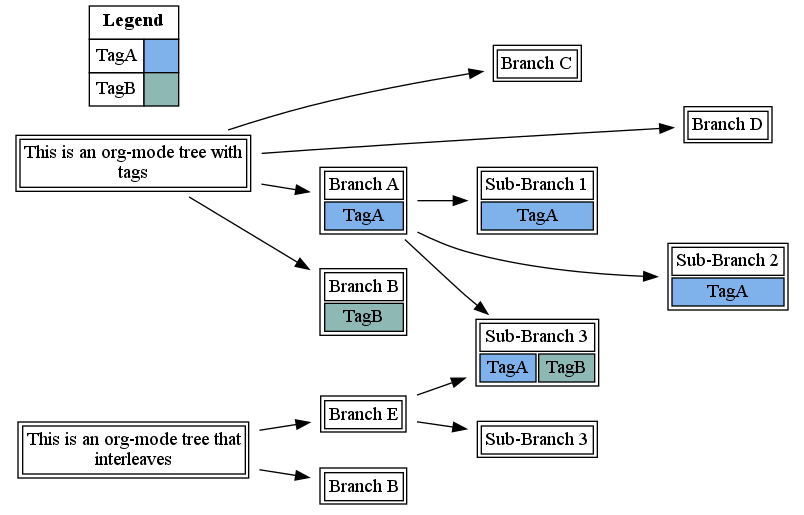 Legend
TagA
TagB
Branch C
Branch D
This is an org-mode tree with
tags
Branch A
TagA
Sub-Branch 1
TagA
Sub-Branch 2
TagA
Branch B
TagB
Sub-Branch 3
TagA TagB
Branch E
This is an org-mode tree that
interleaves
Sub-Branch 3
Branch B